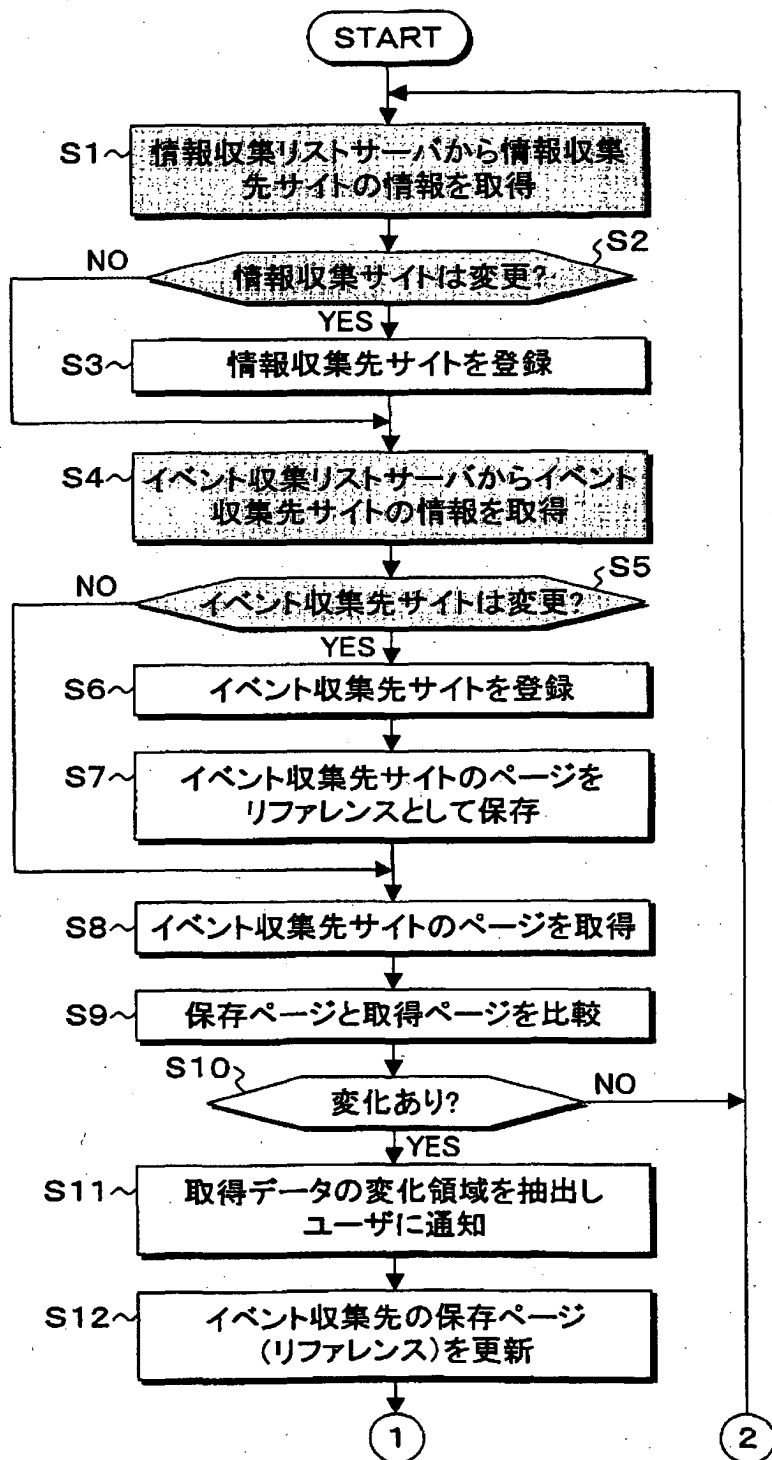 START
S1～
情報収集リストサーバから情報収集
先サイトの情報を取得
S2
NO
情報収集サイトは変更?
YES
S3～
情報収集先サイトを登録
S4～
イベント収集リストサーバからイベント
収集先サイトの情報を取得
S5
NO
イベント収集先サイトは変更?
YES
S6～
イベント収集先サイトを登録
S7～
イベント収集先サイトのページを
リファレンスとして保存
S8～
イベント収集先サイトのページを取得
S9～
保存ページと取得ページを比較
S10
変化あり?
NO
YES
S11～
取得データの変化領域を抽出し
ユーザに通知
S12～
イベント収集先の保存ページ
(リファレンス)を更新
1
2